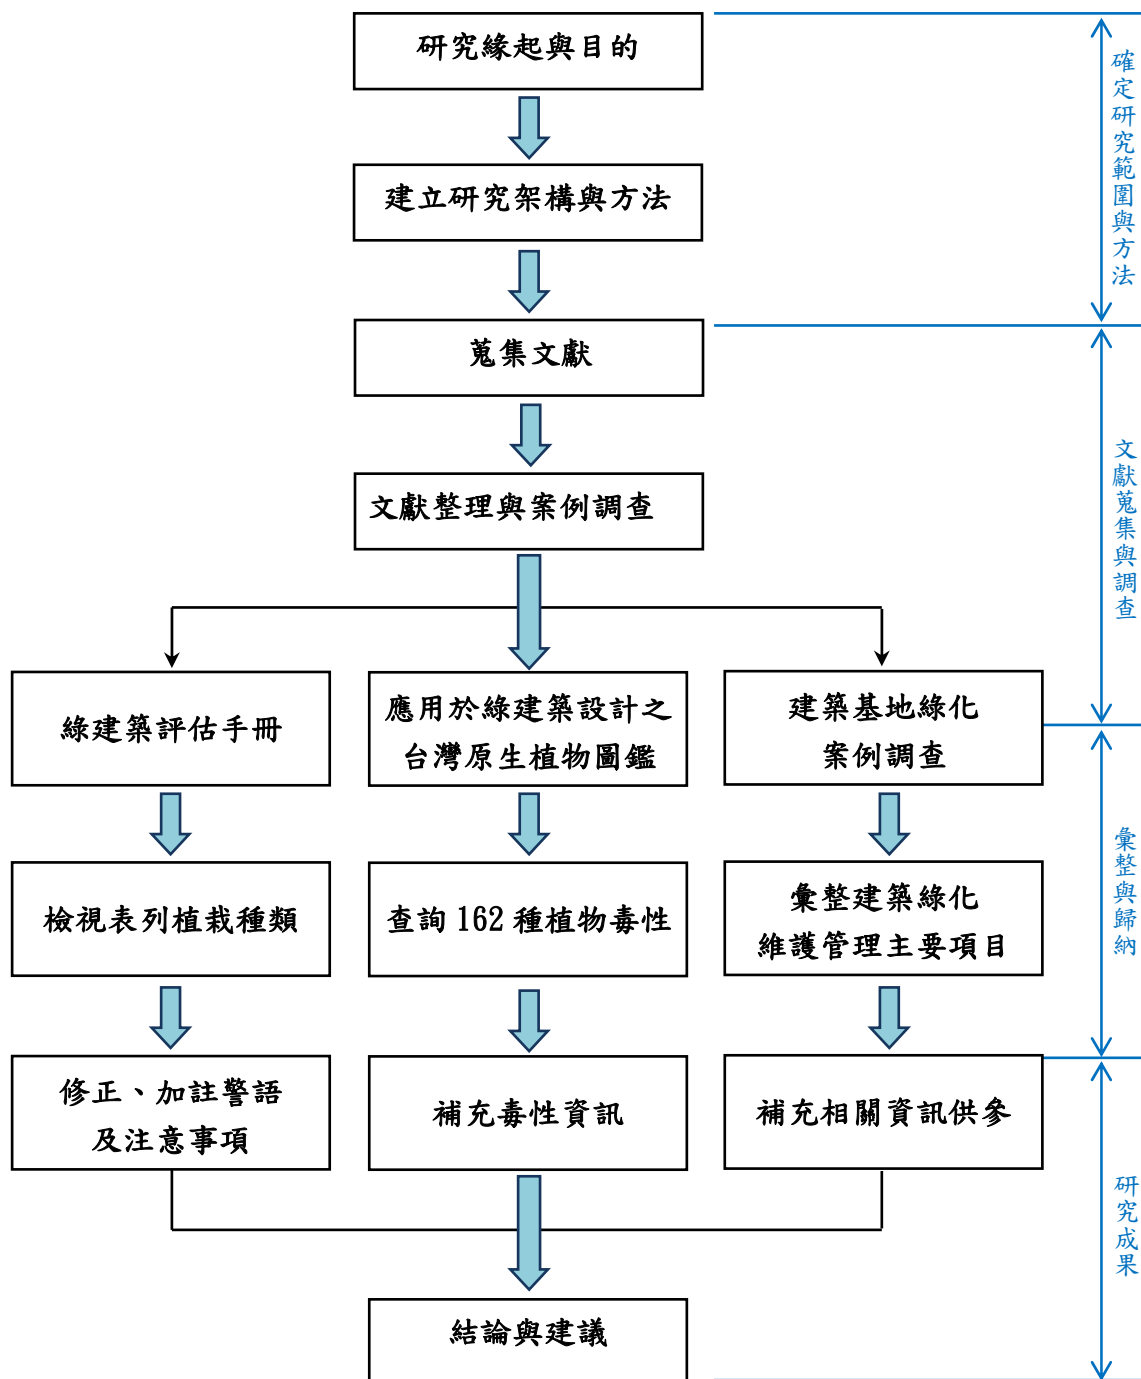 研究緣起與目的
建立研究架構與方法
蒐集文獻
文獻整理與案例調查
綠建築評估手冊
應用於綠建築設計之
台灣原生植物圖鑑
建築基地綠化
案例調查
檢視表列植栽種類
查詢 162 種植物毒性
彙整建築綠化
維護管理主要項目
修正、加註警語
及注意事項
補充毒性資訊
補充相關資訊供參
結論與建議
確定研究範圍與方法
文獻蒐集與調查
彙整與歸納
研究成果